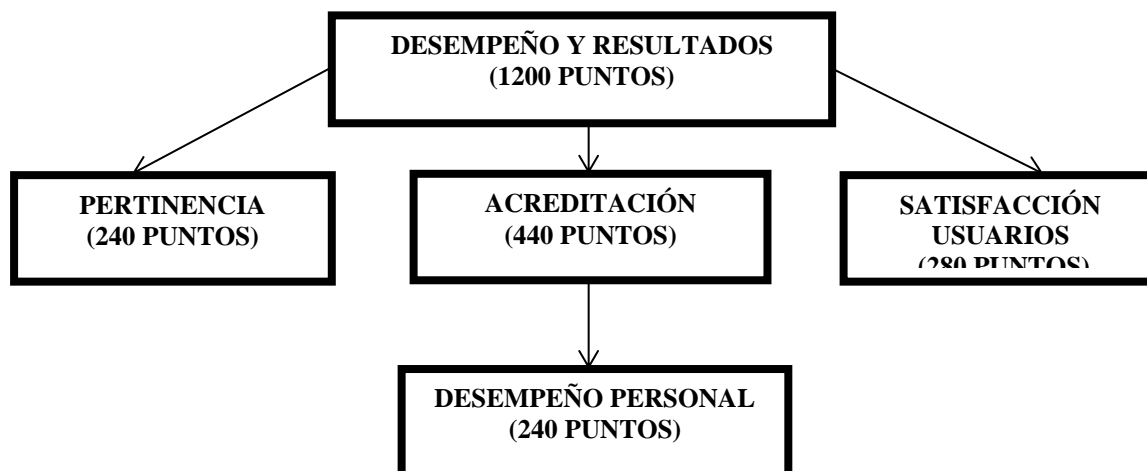 DESEMPEÑO Y RESULTADOS
(1200 PUNTOS)
PERTINENCIA
(240 PUNTOS)
ACREDITACIÓN
(440 PUNTOS)
SATISFACCIÓN
USUARIOS
(280 PUNTOS)
DESEMPEÑO PERSONAL
(240 PUNTOS)